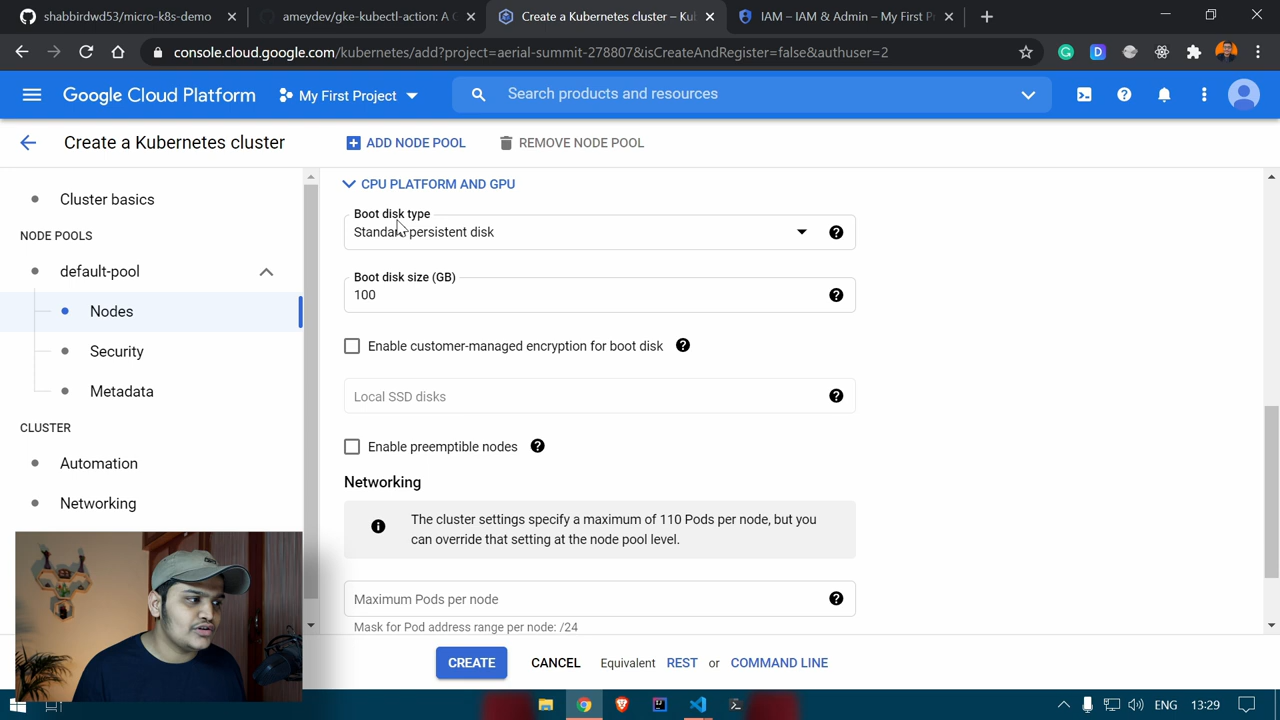 shabbirdwd53/micro-k8s-demo
ameydev/gke-kubectl-action: A G
Create a Kubernetes cluster – Ku
IAM – IAM & Admin – My First P
console.cloud.google.com/kubernetes/add?project=aerial-summit-278807&isCreateAndRegister=false&authuser=2
Google Cloud Platform
My First Project
Search products and resources
Create a Kubernetes cluster
ADD NODE POOL
REMOVE NODE POOL
Cluster basics
NODE POOLS
default-pool
Nodes
Security
Metadata
CLUSTER
Automation
Networking
CPU PLATFORM AND GPU
Boot disk type
Standard persistent disk
Boot disk size (GB)
100
Enable customer-managed encryption for boot disk
Local SSD disks
Enable preemptible nodes
Networking
The cluster settings specify a maximum of 110 Pods per node, but you
can override that setting at the node pool level.
Maximum Pods per node
Mask for Pod address range per node: /24
CREATE
CANCEL
Equivalent REST or COMMAND LINE
ENG
13:29